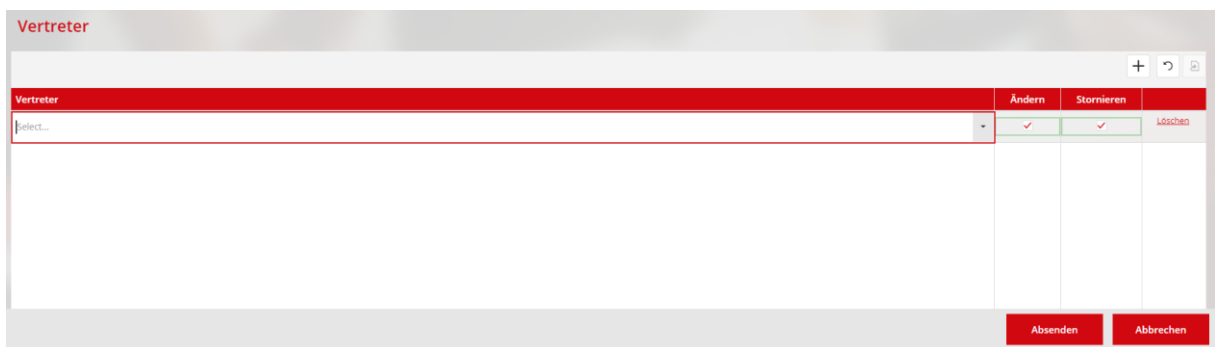 Vertreter
Vertreter Ändern Stornieren
Select... Löschen
Absenden Abbrechen